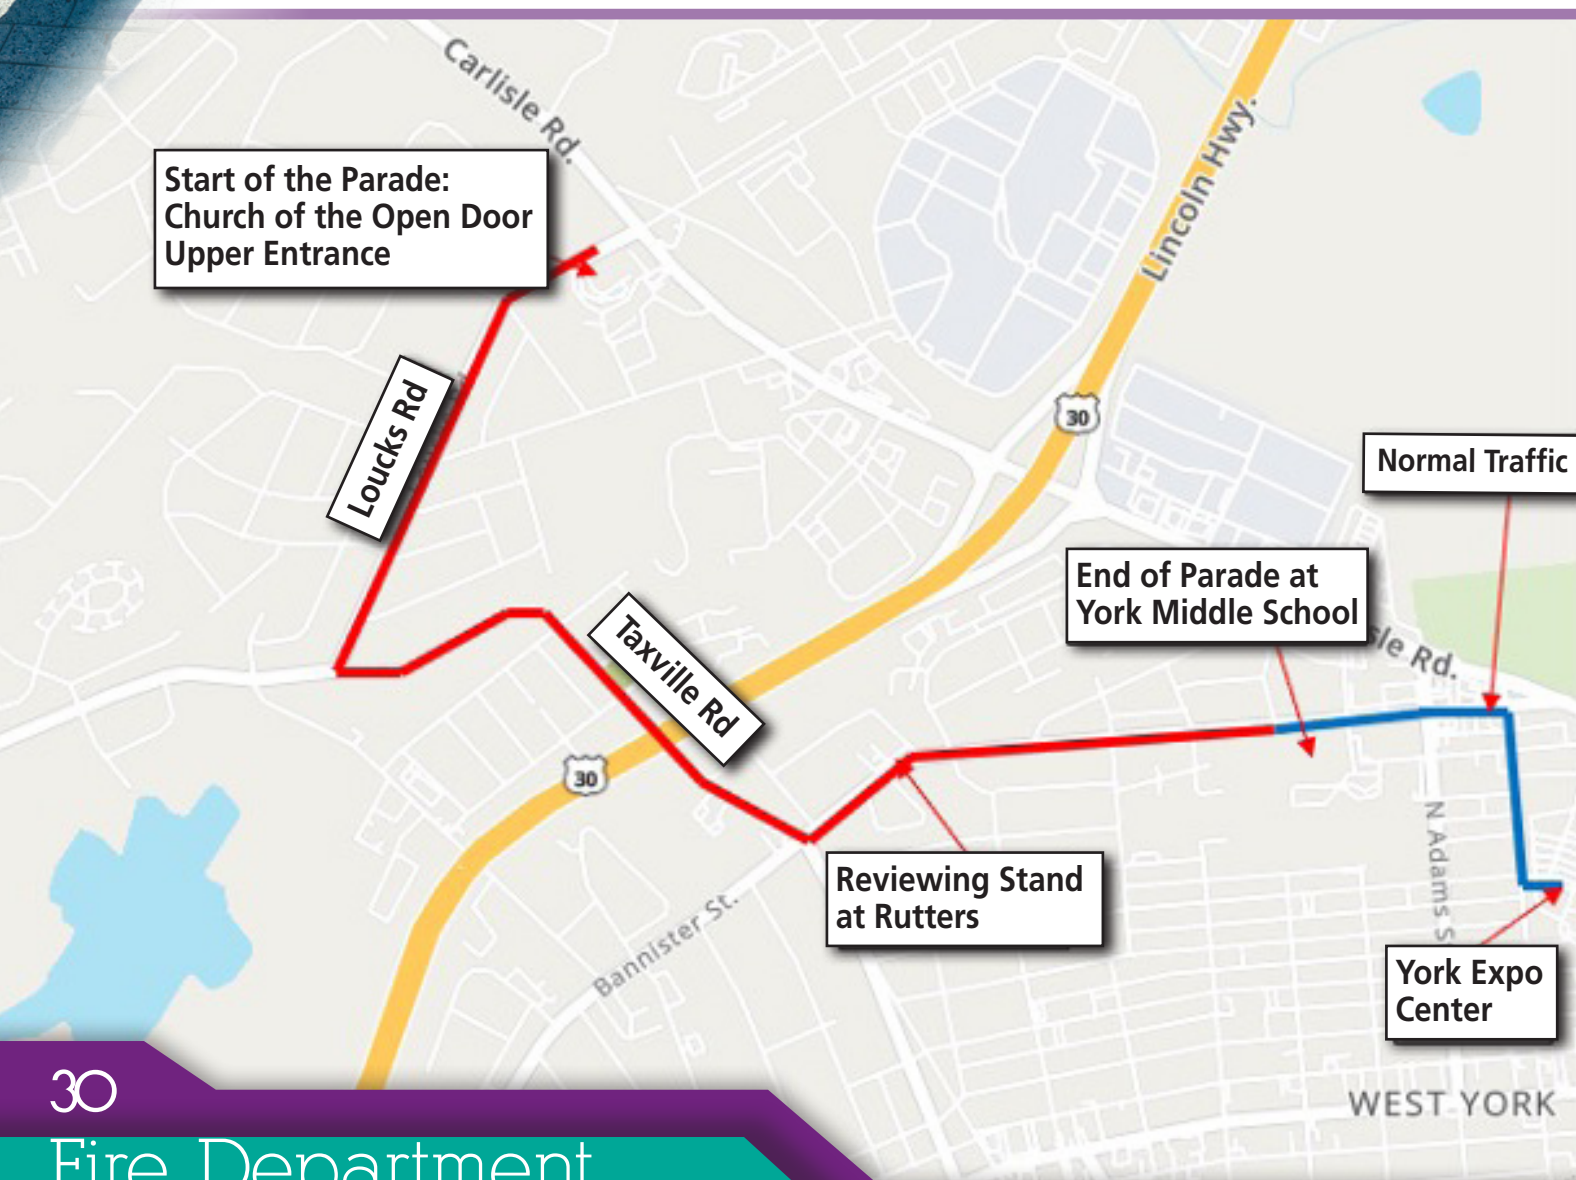 Carlisle Rd.
Lincoln Hwy.
Start of the Parade:
Church of the Open Door
Upper Entrance
Loucks Rd
30
Normal Traffic
End of Parade at
York Middle School
sle Rd.
Taxville Rd
30
N Adams S
Reviewing Stand
at Rutters
Bannister St.
York Expo
Center
WEST YORK
30
Fire Department